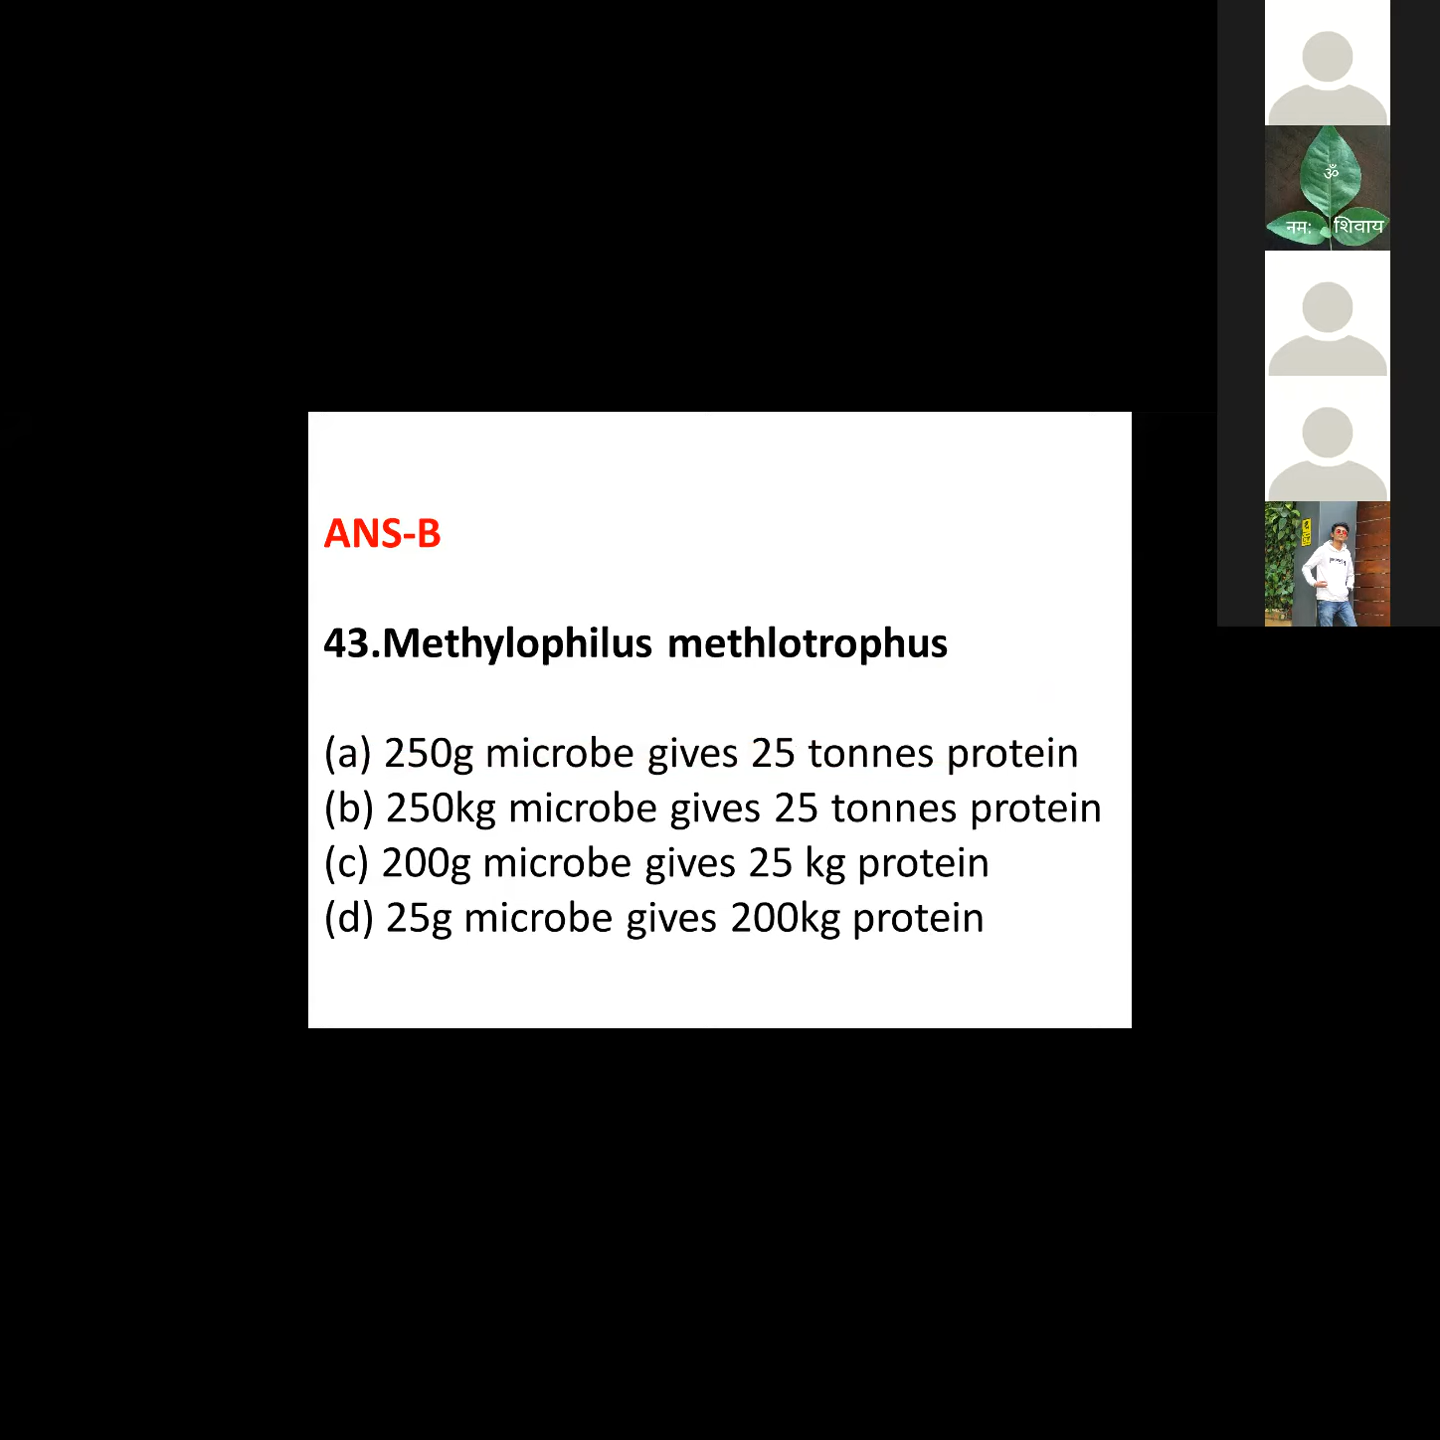 ANS-B
43.Methylophilus methlotrophus
(a) 250g microbe gives 25 tonnes protein
(b) 250kg microbe gives 25 tonnes protein
(c) 200g microbe gives 25 kg protein
(d) 25g microbe gives 200kg protein
ॐ
नम: शिवाय